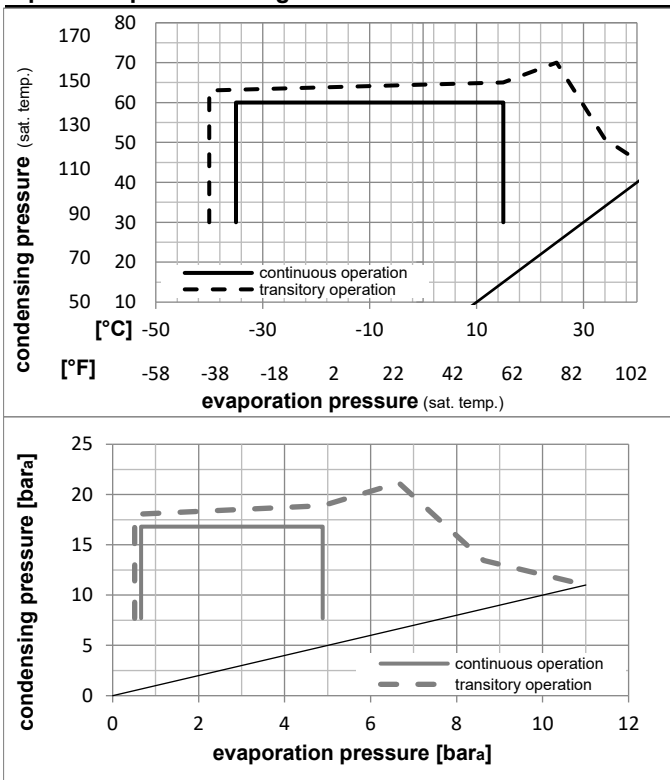 170 80
70
150 60
130 50
110 40
90 30
70 20
50 10
condensing pressure (sat. temp.)
continuous operation
transitory operation
[°C] -50 -30 -10 10 30
[°F] -58 -38 -18 2 22 42 62 82 102
evaporation pressure (sat. temp.)
25
20
15
10
5
0
condensing pressure [bara]
continuous operation
transitory operation
0 2 4 6 8 10 12
evaporation pressure [bara]